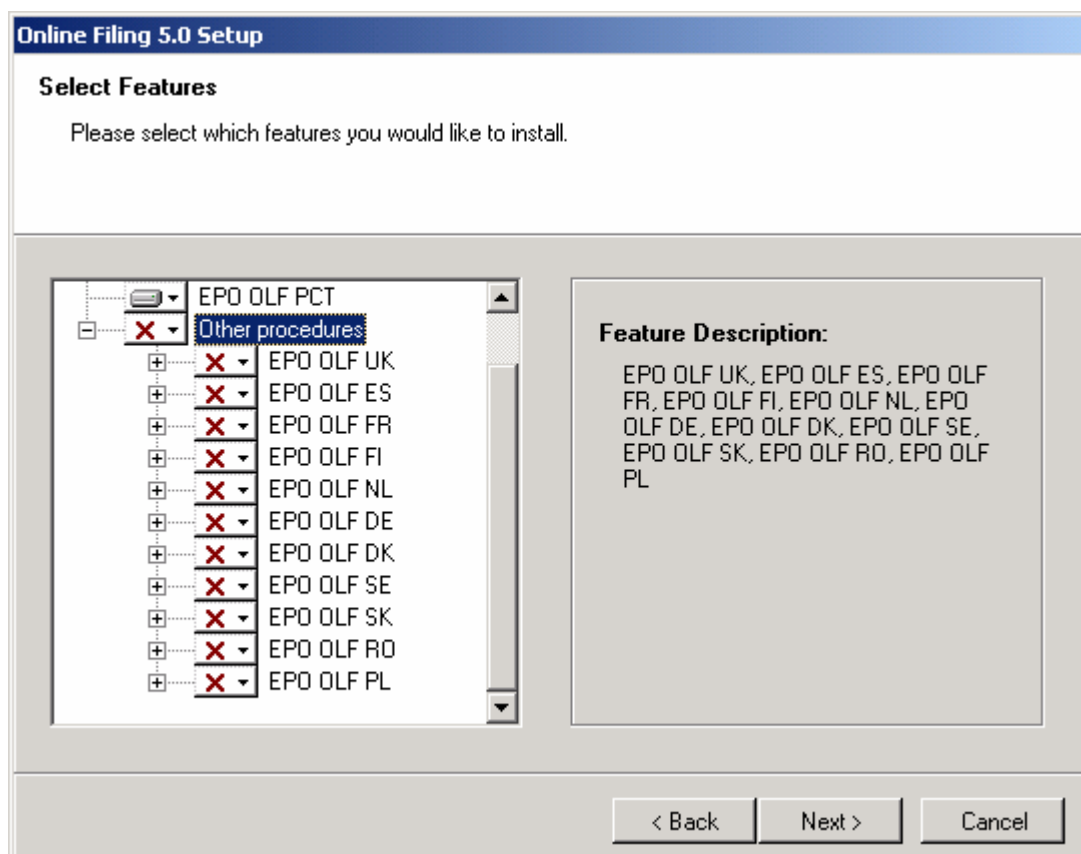 Online Filing 5.0 Setup
Select Features
Please select which features you would like to install.
EPO OLF PCT
Other procedures
EPO OLF UK
EPO OLF ES
EPO OLF FR
EPO OLF FI
EPO OLF NL
EPO OLF DE
EPO OLF DK
EPO OLF SE
EPO OLF SK
EPO OLF RO
EPO OLF PL
Feature Description:
EPO OLF UK, EPO OLF ES, EPO OLF
FR, EPO OLF FI, EPO OLF NL, EPO
OLF DE, EPO OLF DK, EPO OLF SE,
EPO OLF SK, EPO OLF RO, EPO OLF
PL
< Back
Next >
Cancel